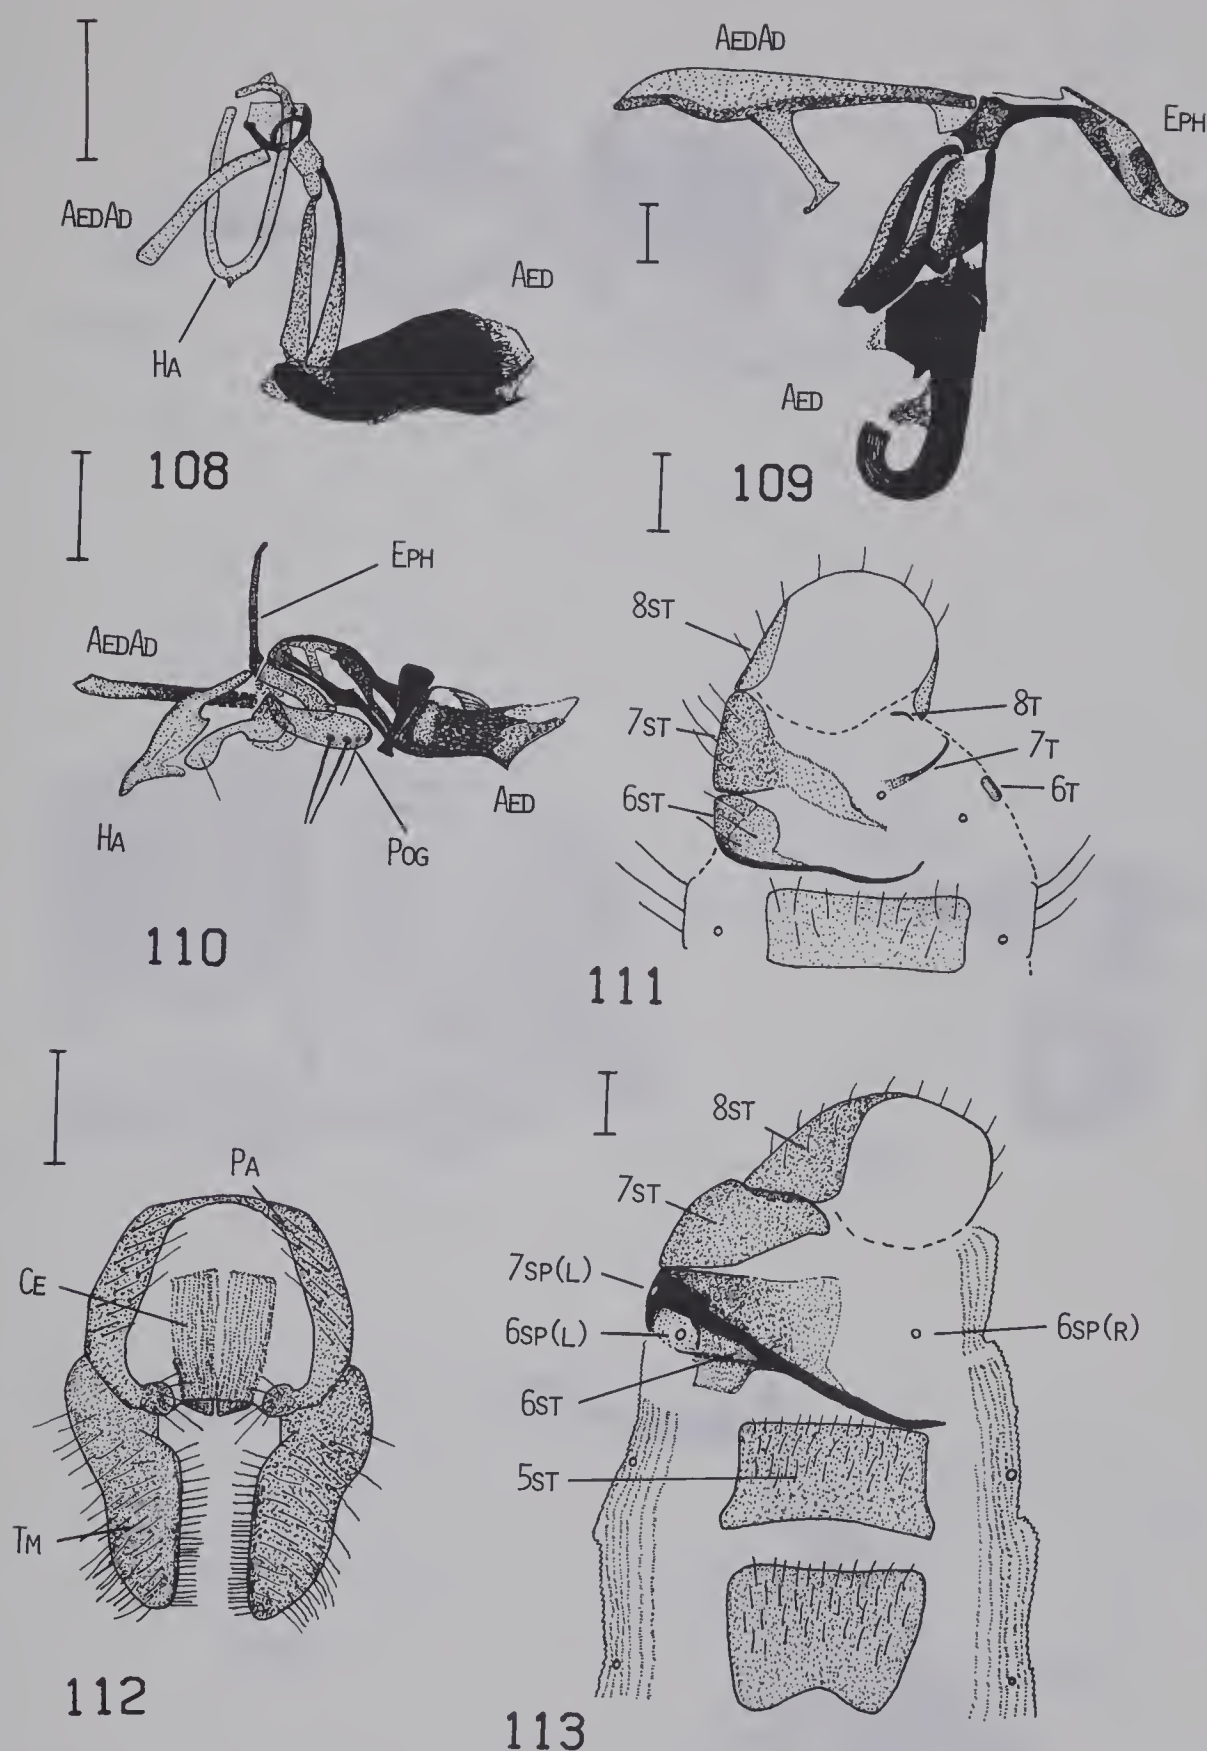 AEDAD
HA
AED
108
AEDAD
EPH
AED
109
EPH
AEDAD
HA
POG
AED
110
8ST
7ST
6ST
8T
7T
6T
111
PA
CE
TM
112
8ST
7ST
7SP(L)
6SP(L)
6SP(R)
6ST
5ST
113